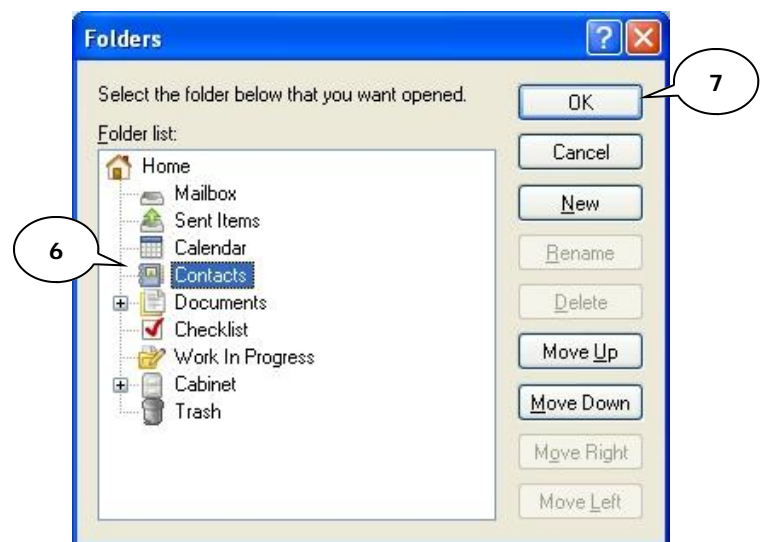 Folders
Select the folder below that you want opened.
Folder list:
Home
Mailbox
Sent Items
Calendar
Contacts
Documents
Checklist
Work In Progress
Cabinet
Trash
OK
Cancel
New
Rename
Delete
Move Up
Move Down
Move Right
Move Left
6
7